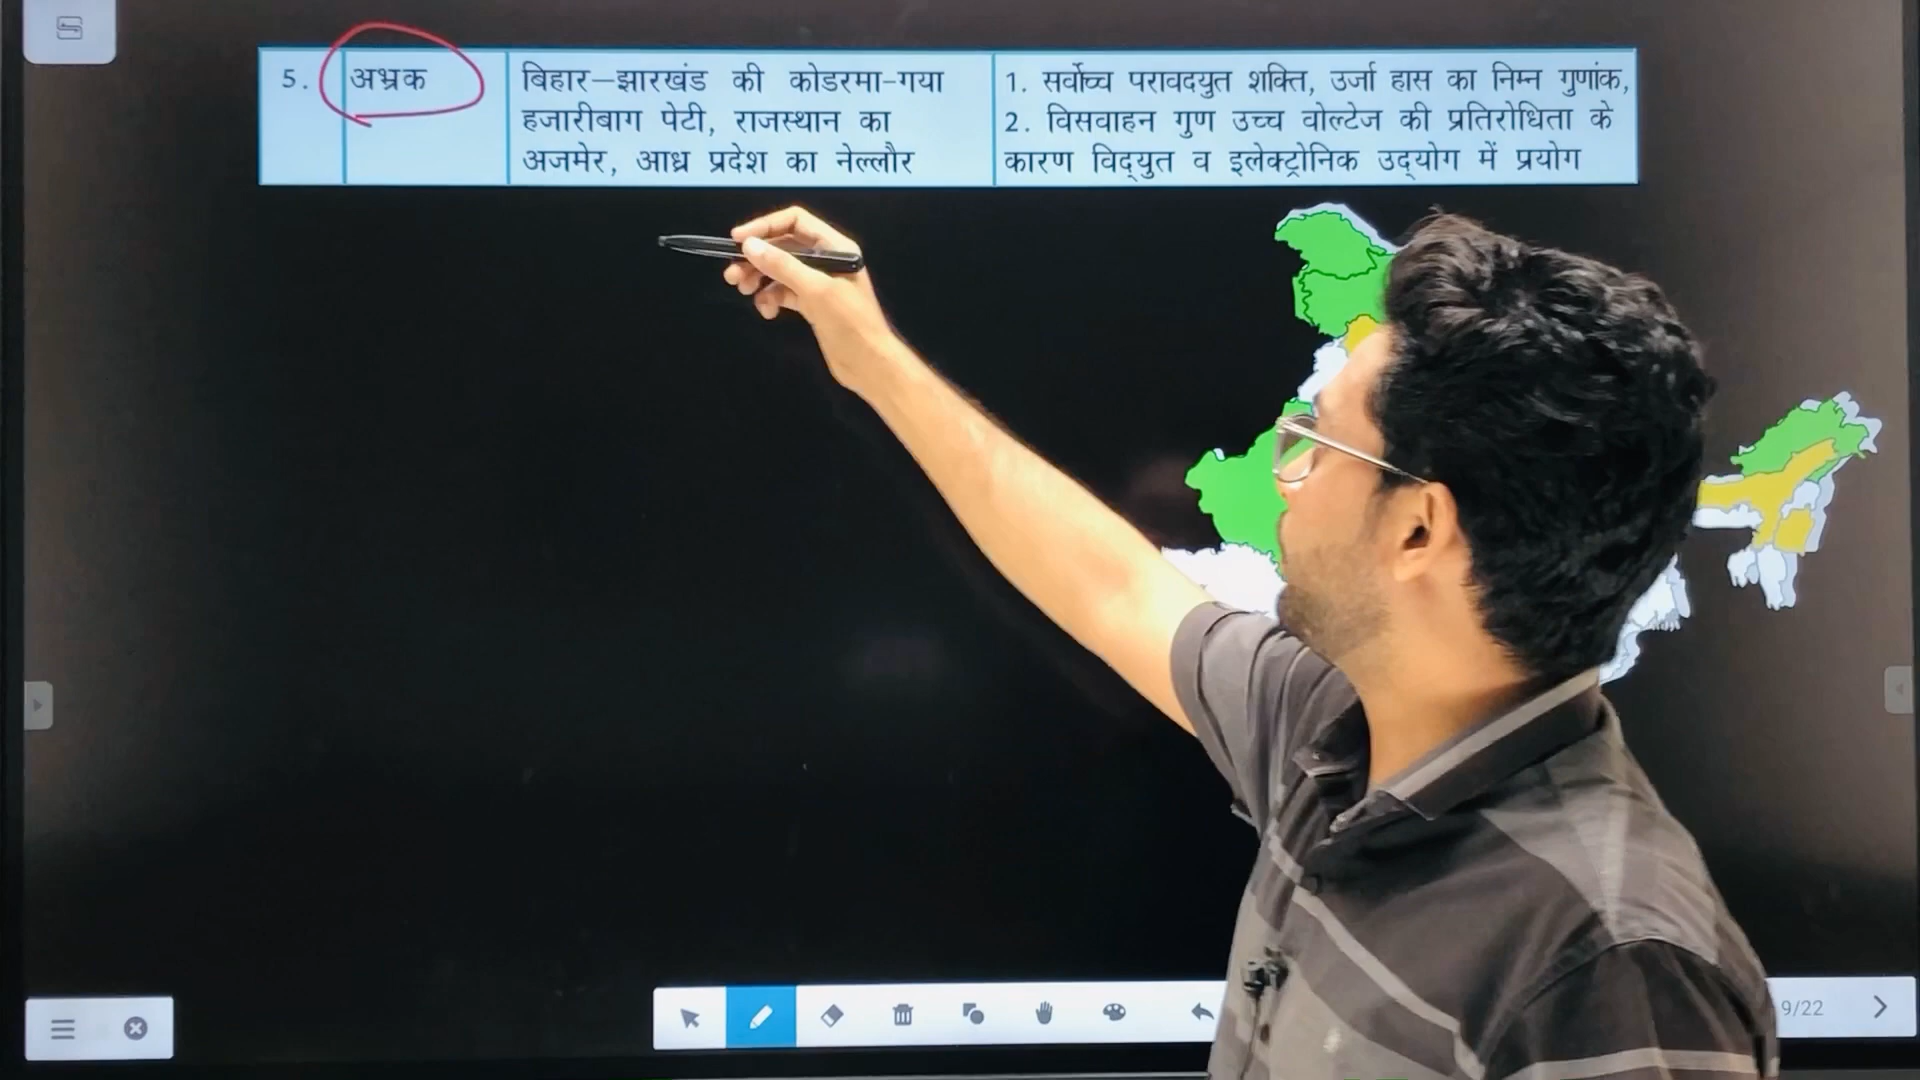 5.
अभ्रक
बिहार–झारखंड की कोडरमा-गया
हजारीबाग पेटी, राजस्थान का
अजमेर, आध्र प्रदेश का नेल्लौर
1. सर्वोच्च परावदयुत शक्ति, उर्जा हास का निम्न गुणांक,
2. विसवाहन गुण उच्च वोल्टेज की प्रतिरोधिता के
कारण विद्‌युत व इलेक्ट्रोनिक उद्‌योग में प्रयोग
9/22